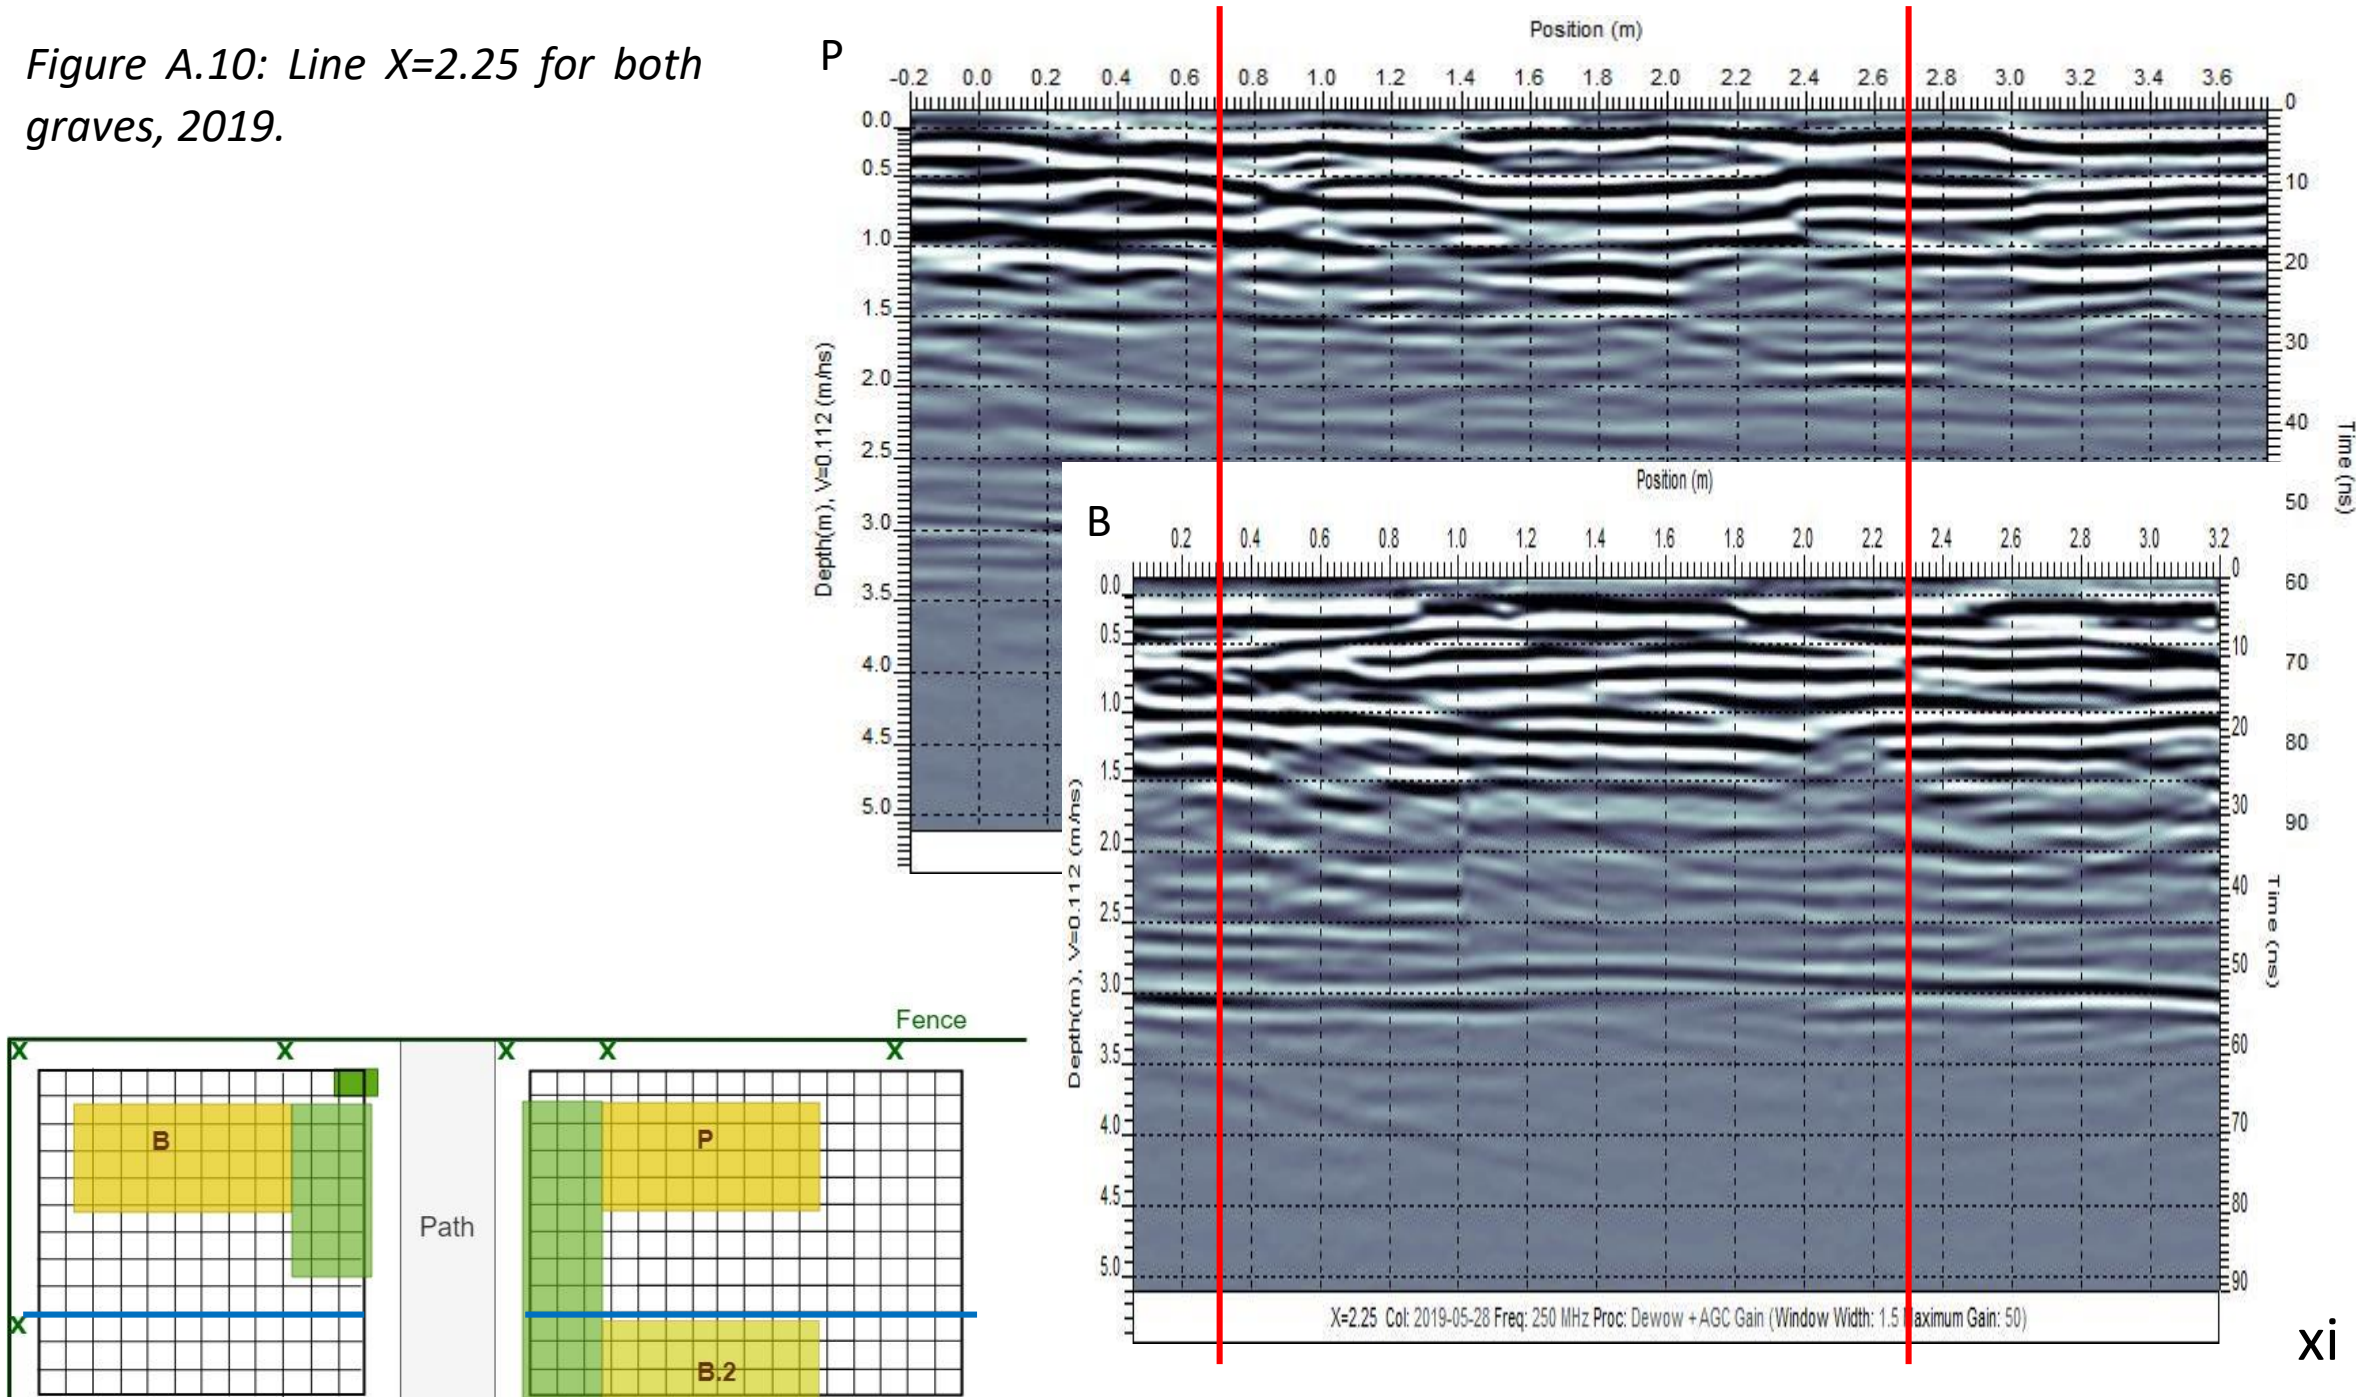 Figure A.10: Line X=2.25 for both
graves, 2019.
P
Position (m)
-0.2 0.0 0.2 0.4 0.6 0.8 1.0 1.2 1.4 1.6 1.8 2.0 2.2 2.4 2.6 2.8 3.0 3.2 3.4 3.6
0.0
0.5
1.0
1.5
2.0
2.5
3.0
3.5
4.0
4.5
5.0
Depth(m), V=0.112 (m/ns)
0
10
20
30
40
50
60
70
80
90
Time (ns)
B
Position (m)
0.2 0.4 0.6 0.8 1.0 1.2 1.4 1.6 1.8 2.0 2.2 2.4 2.6 2.8 3.0 3.2
0.0
0.5
1.0
1.5
2.0
2.5
3.0
3.5
4.0
4.5
5.0
Depth(m), V=0.112 (m/ns)
0
10
20
30
40
50
60
70
80
90
Time (ns)
X=2.25 Col: 2019-05-28 Freq: 250 MHz Proc: Dewow + AGC Gain (Window Width: 1.5 Maximum Gain: 50)
Fence
X X X X X
B
P
Path
X
B.2
xi